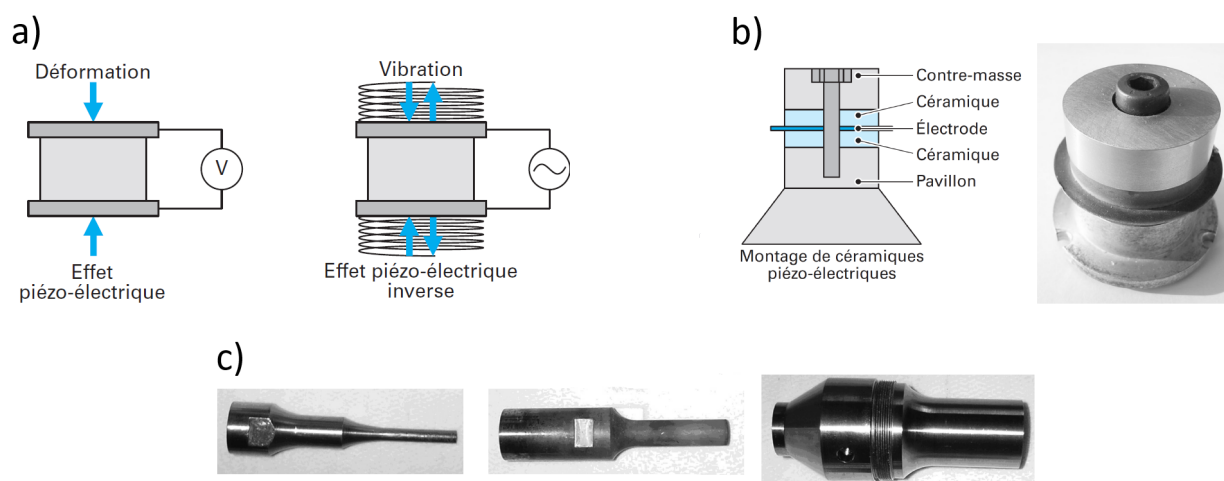 a)
Déformation
V
Effet
piézo-électrique
Vibration
Effet piézo-électrique
inverse
b)
Contre-masse
Céramique
Électrode
Céramique
Pavillon
Montage de céramiques
piézo-électriques
c)